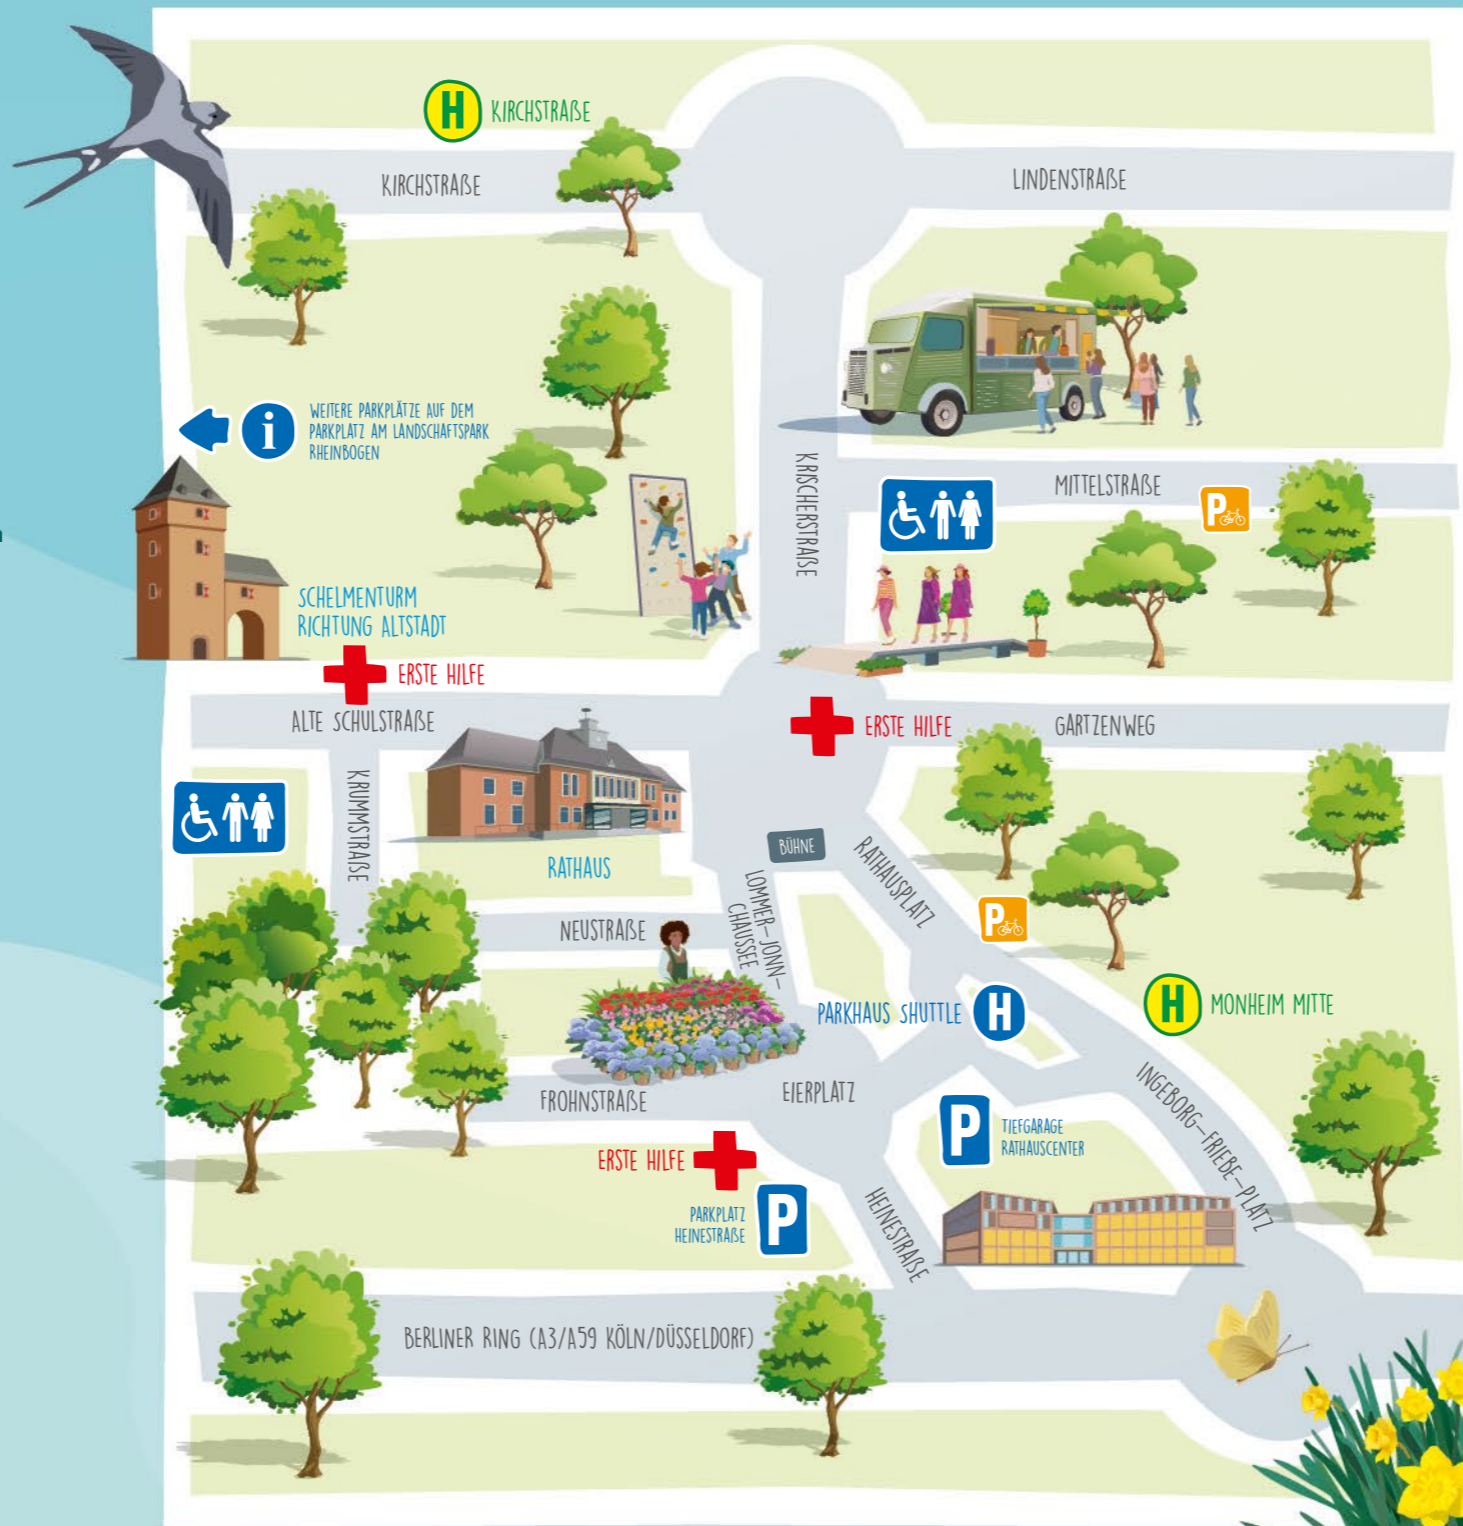 H KIRCHSTRAßE
KIRCHSTRAßE
LINDENSTRAßE
i
WEITERE PARKPLÄTZE AUF DEM
PARKPLATZ AM LANDSCHAFTSPARK
RHEINBOGEN
KRISCHERSTRAßE
MITTELSTRAßE
P
SCHELMENTURM
RICHTUNG ALTSTADT
ERSTE HILFE
ALTE SCHULSTRAßE
ERSTE HILFE
GARTZENWEG
KRUMMSTRAßE
RATHAUS
BÜHNE
RATHAUSPLATZ
LOMMER-JONN-
CHAUSSEE
NEUSTRAßE
P
PARKHAUS SHUTTLE H
H MONHEIM MITTE
FROHNSTRAßE
EIERPLATZ
INGEBORG-FRIEBE-PLATZ
P
TIEFGARAGE
RATHAUSCENTER
ERSTE HILFE
PARKPLATZ
HEINESTRAßE
P
HEINESTRAßE
BERLINER RING (A3/A59 KÖLN/DÜSSELDORF)